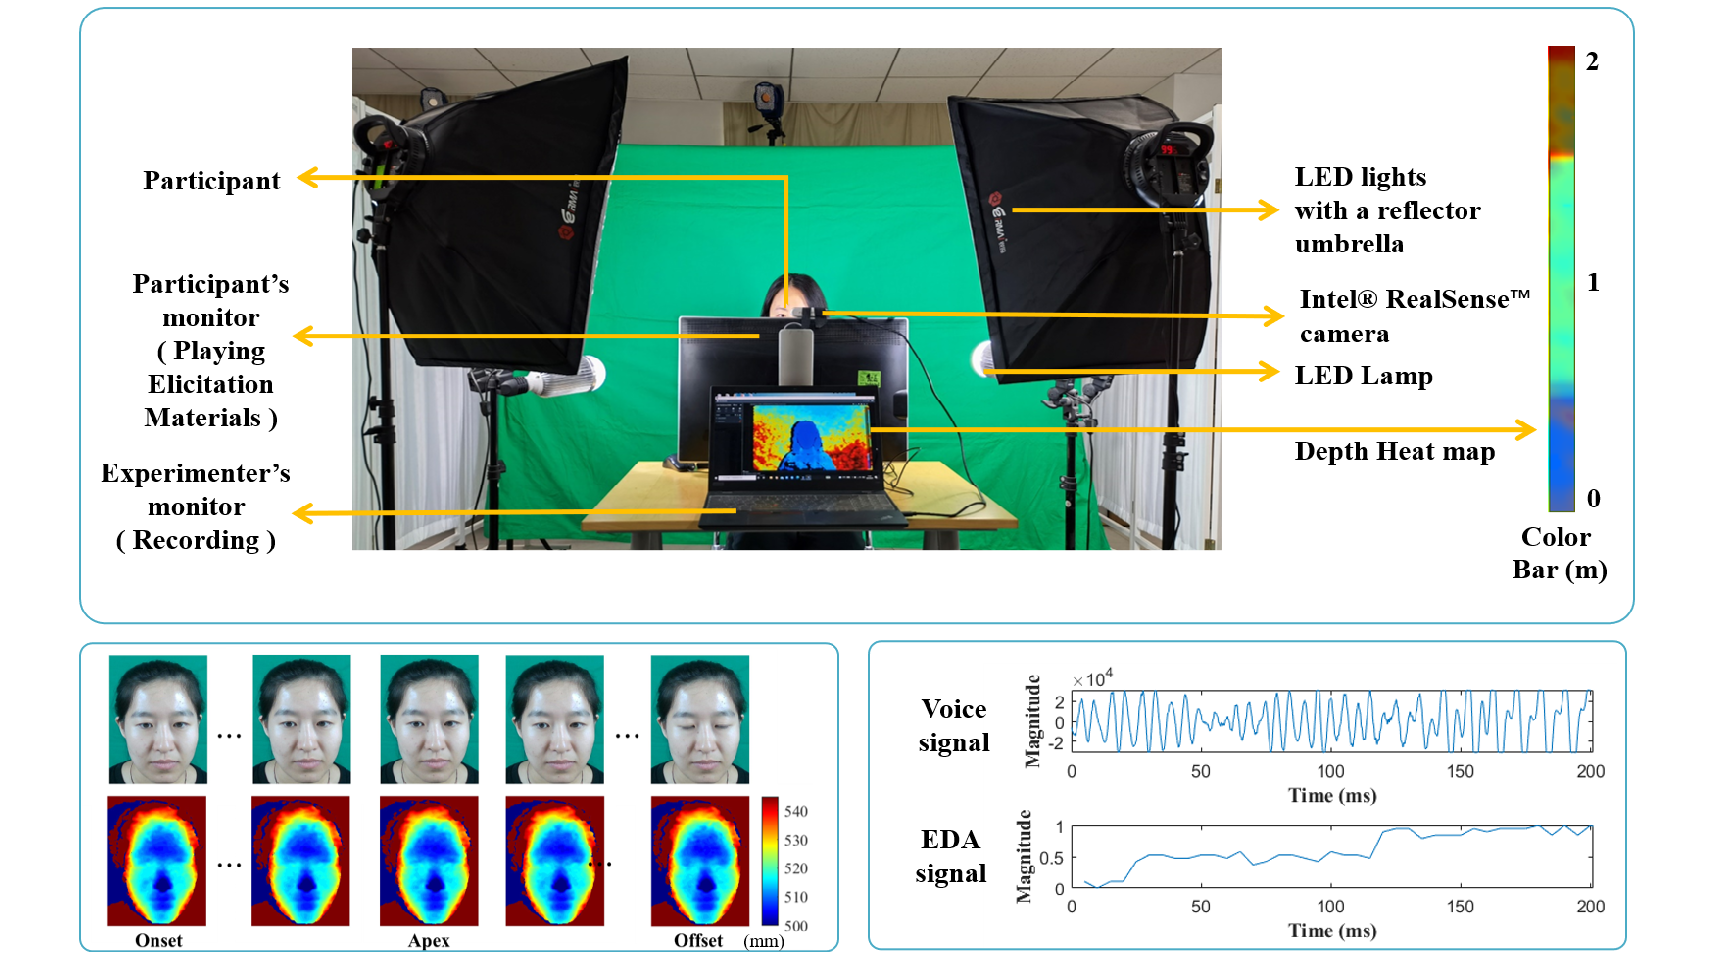 Participant
Participant's
monitor
( Playing
Elicitation
Materials )
Experimenter's
monitor
( Recording )
99
LED lights
with a reflector
umbrella
Intel® RealSense™
camera
LED Lamp
Depth Heat map
2
1
0
Color
Bar (m)
... ...
... ...
540
530
520
510
500
Onset Apex Offset (mm)
Voice
signal
Magnitude
×10⁴
2
0
-2
0 50 100 150 200
Time (ms)
EDA
signal
Magnitude
1
0.5
0
0 50 100 150 200
Time (ms)